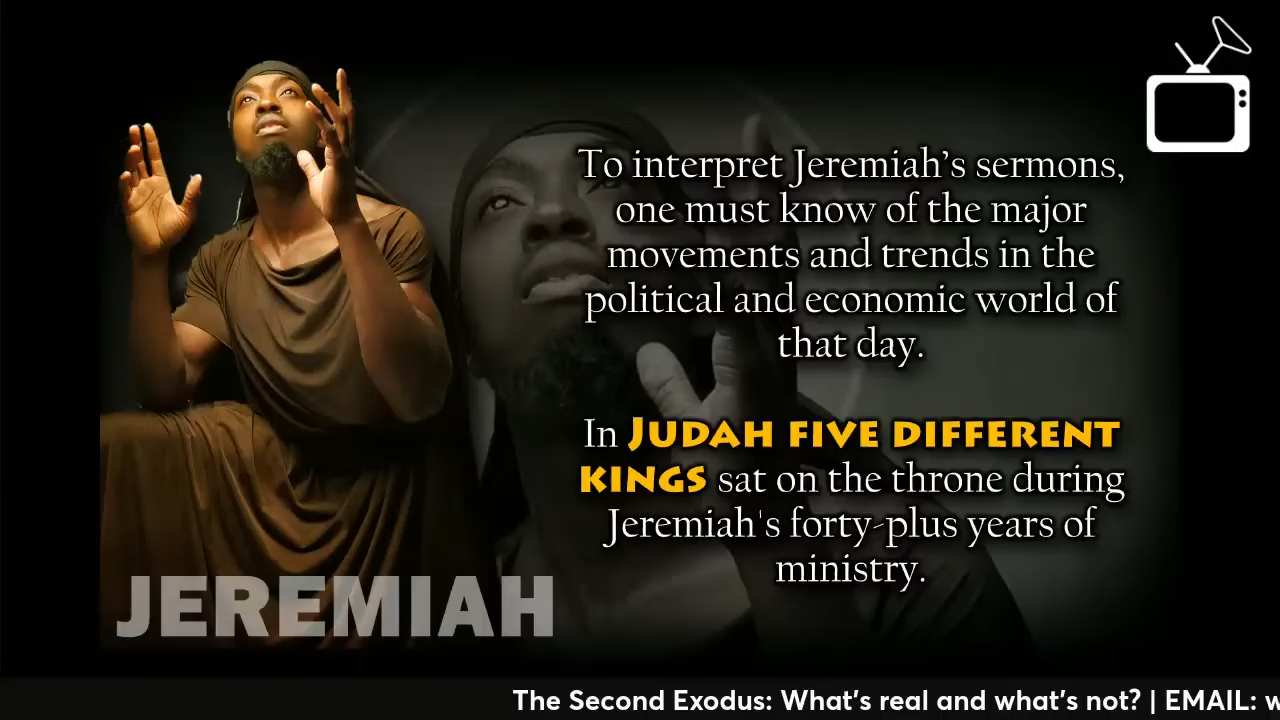 To interpret Jeremiah’s sermons,
one must know of the major
movements and trends in the
political and economic world of
that day.
In JUDAH FIVE DIFFERENT
KINGS sat on the throne during
Jeremiah's forty-plus years of
ministry.
JEREMIAH
The Second Exodus: What's real and what's not? | EMAIL: